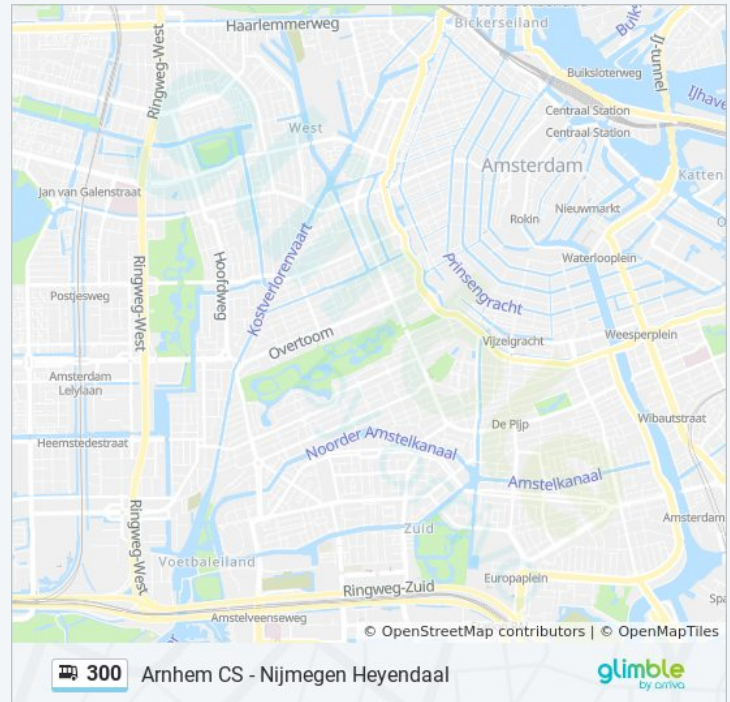 Haarlemmerweg
Bickerseiland
IJ-tunnel
Ringweg-West
Buiksloterweg
Centraal Station
Centraal Station
West
Amsterdam
Jan van Galenstraat
Nieuwmarkt
Rokin
Hoofdweg
Kostverlorenvaart
Waterlooplein
Prinsengracht
Postjesweg
Ringweg-West
Overtoom
Vijzelgracht
Weesperplein
Amsterdam
Lelylaan
De Pijp
Wibautstraat
Heemstedestraat
Noorder Amstelkanaal
Amstelkanaal
Ringweg-West
Amsterdam
Zuid
Voetbaleiland
Europaplein
Ringweg-Zuid
Amstelveenseweg
© OpenStreetMap contributors | © OpenMapTiles
300 Arnhem CS - Nijmegen Heyendaal
glimble
by arriva